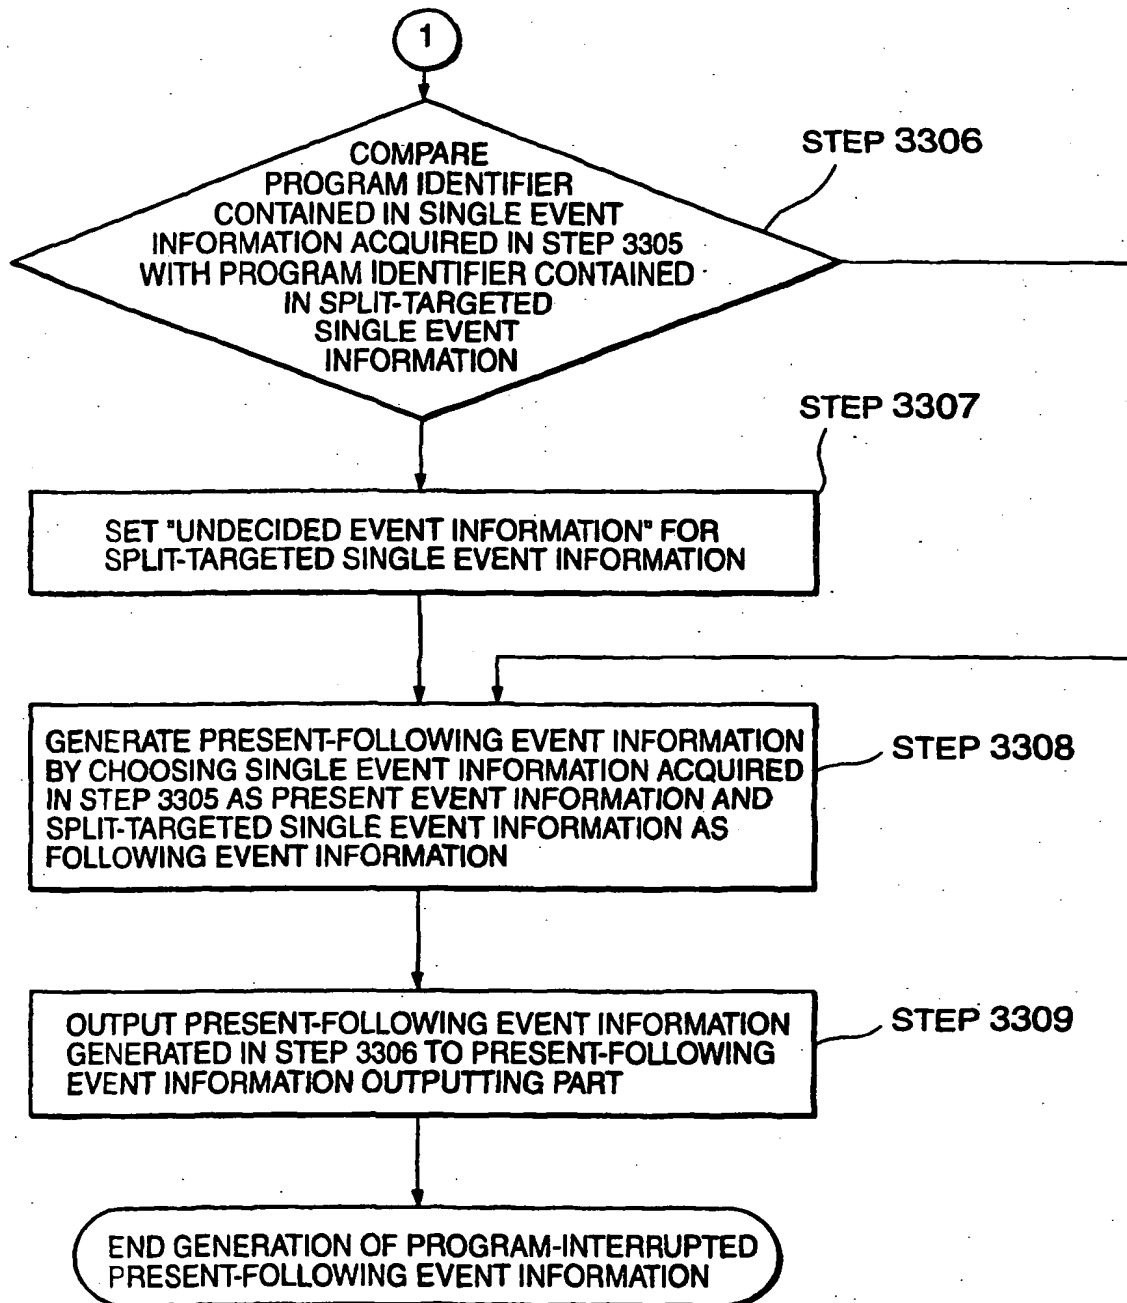 1
COMPARE
PROGRAM IDENTIFIER
CONTAINED IN SINGLE EVENT
INFORMATION ACQUIRED IN STEP 3305
WITH PROGRAM IDENTIFIER CONTAINED
IN SPLIT-TARGETED
SINGLE EVENT
INFORMATION
STEP 3306
STEP 3307
SET "UNDECIDED EVENT INFORMATION" FOR
SPLIT-TARGETED SINGLE EVENT INFORMATION
GENERATE PRESENT-FOLLOWING EVENT INFORMATION
BY CHOOSING SINGLE EVENT INFORMATION ACQUIRED
IN STEP 3305 AS PRESENT EVENT INFORMATION AND
SPLIT-TARGETED SINGLE EVENT INFORMATION AS
FOLLOWING EVENT INFORMATION
STEP 3308
OUTPUT PRESENT-FOLLOWING EVENT INFORMATION
GENERATED IN STEP 3306 TO PRESENT-FOLLOWING
EVENT INFORMATION OUTPUTTING PART
STEP 3309
END GENERATION OF PROGRAM-INTERRUPTED
PRESENT-FOLLOWING EVENT INFORMATION